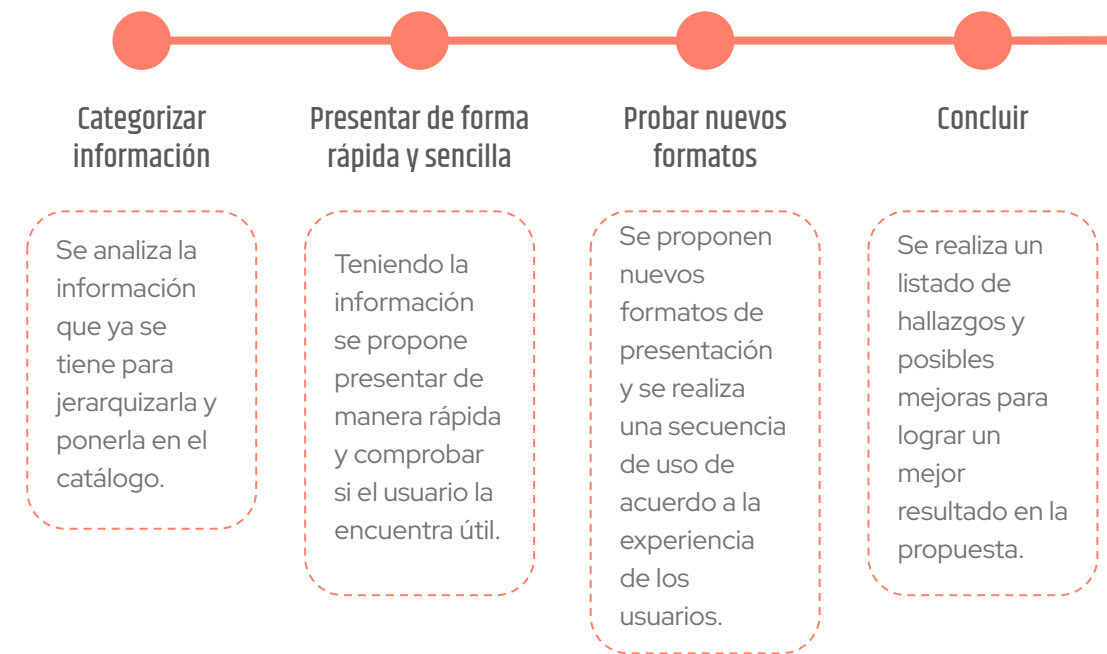 Categorizar
información
Se analiza la
información
que ya se
tiene para
jerarquizarla y
ponerla en el
catálogo.
Presentar de forma
rápida y sencilla
Teniendo la
información
se propone
presentar de
manera rápida
y comprobar
si el usuario la
encuentra útil.
Probar nuevos
formatos
Se proponen
nuevos
formatos de
presentación
y se realiza
una secuencia
de uso de
acuerdo a la
experiencia
de los
usuarios.
Concluir
Se realiza un
listado de
hallazgos y
posibles
mejoras para
lograr un
mejor
resultado en la
propuesta.